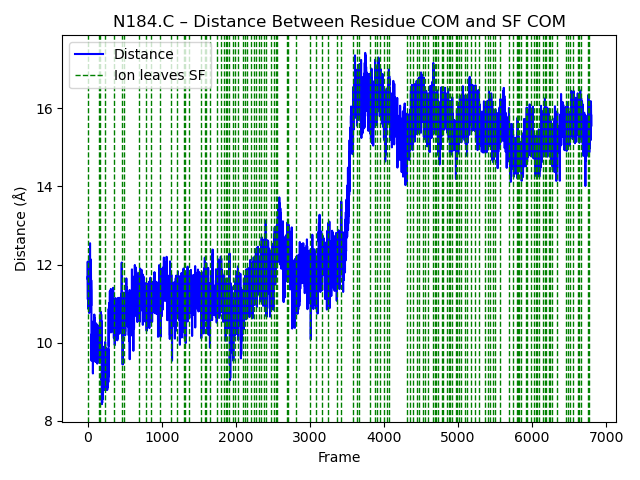 N184.C – Distance Between Residue COM and SF COM
Distance
Ion leaves SF
Distance (Å)
16
14
12
10
8
0 1000 2000 3000 4000 5000 6000 7000
Frame